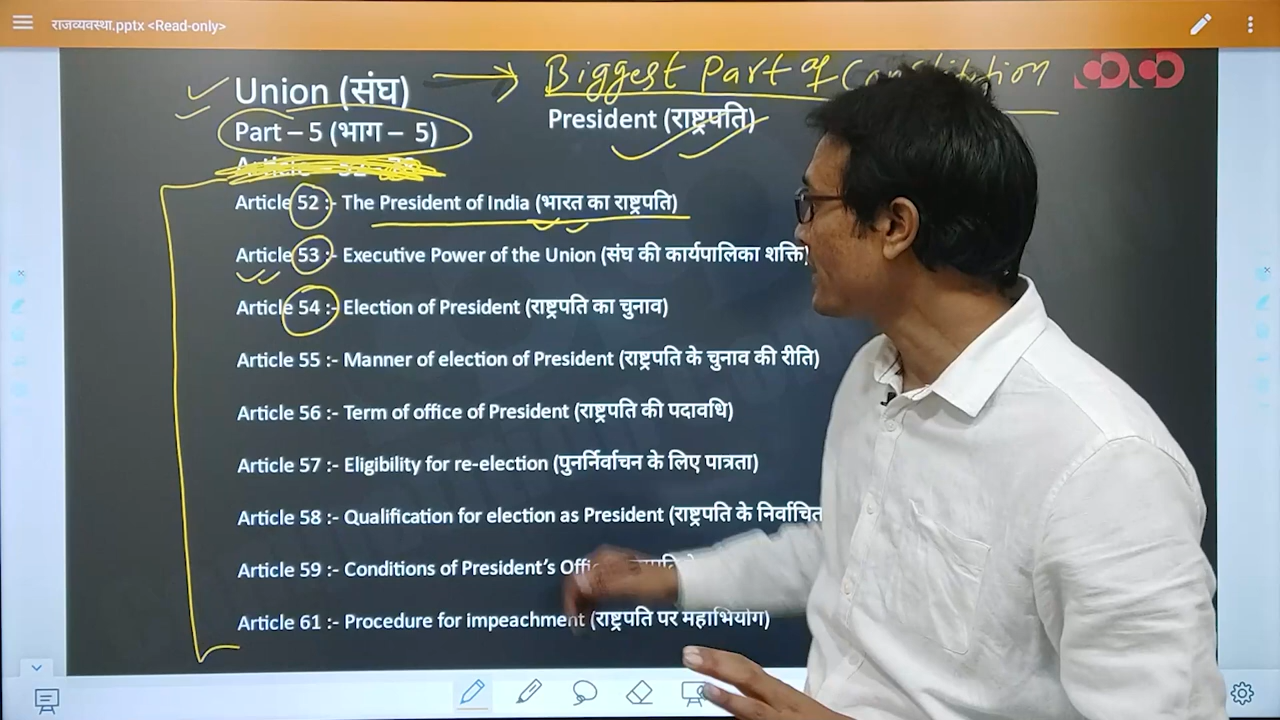 राजव्यवस्था.pptx <Read-only>
Union (संघ) → Biggest Part of Constitution
Part – 5 (भाग – 5)
President (राष्ट्रपति)
Article 52 :- The President of India (भारत का राष्ट्रपति)
Article 53 :- Executive Power of the Union (संघ की कार्यपालिका शक्ति)
Article 54 :- Election of President (राष्ट्रपति का चुनाव)
Article 55 :- Manner of election of President (राष्ट्रपति के चुनाव की रीति)
Article 56 :- Term of office of President (राष्ट्रपति की पदावधि)
Article 57 :- Eligibility for re-election (पुनर्निर्वाचन के लिए पात्रता)
Article 58 :- Qualification for election as President (राष्ट्रपति के निर्वाचित
Article 59 :- Conditions of President’s
Article 61 :- Procedure for impeachment (राष्ट्रपति पर महाभियोग)